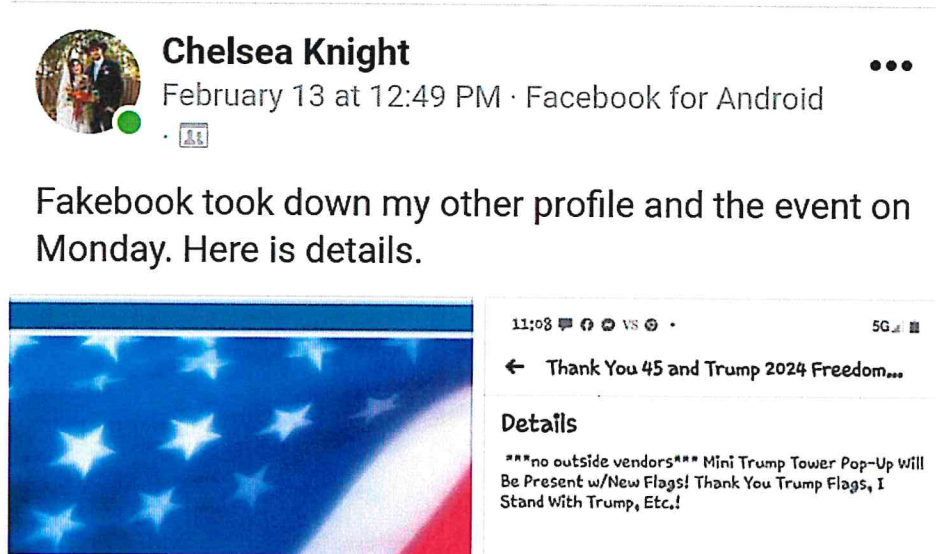 Chelsea Knight
February 13 at 12:49 PM · Facebook for Android
·
Fakebook took down my other profile and the event on
Monday. Here is details.
11:08 VS •
5G
← Thank You 45 and Trump 2024 Freedom...
Details
***no outside vendors*** Mini Trump Tower Pop-Up Will
Be Present w/New Flags! Thank You Trump Flags, I
Stand With Trump, Etc.!